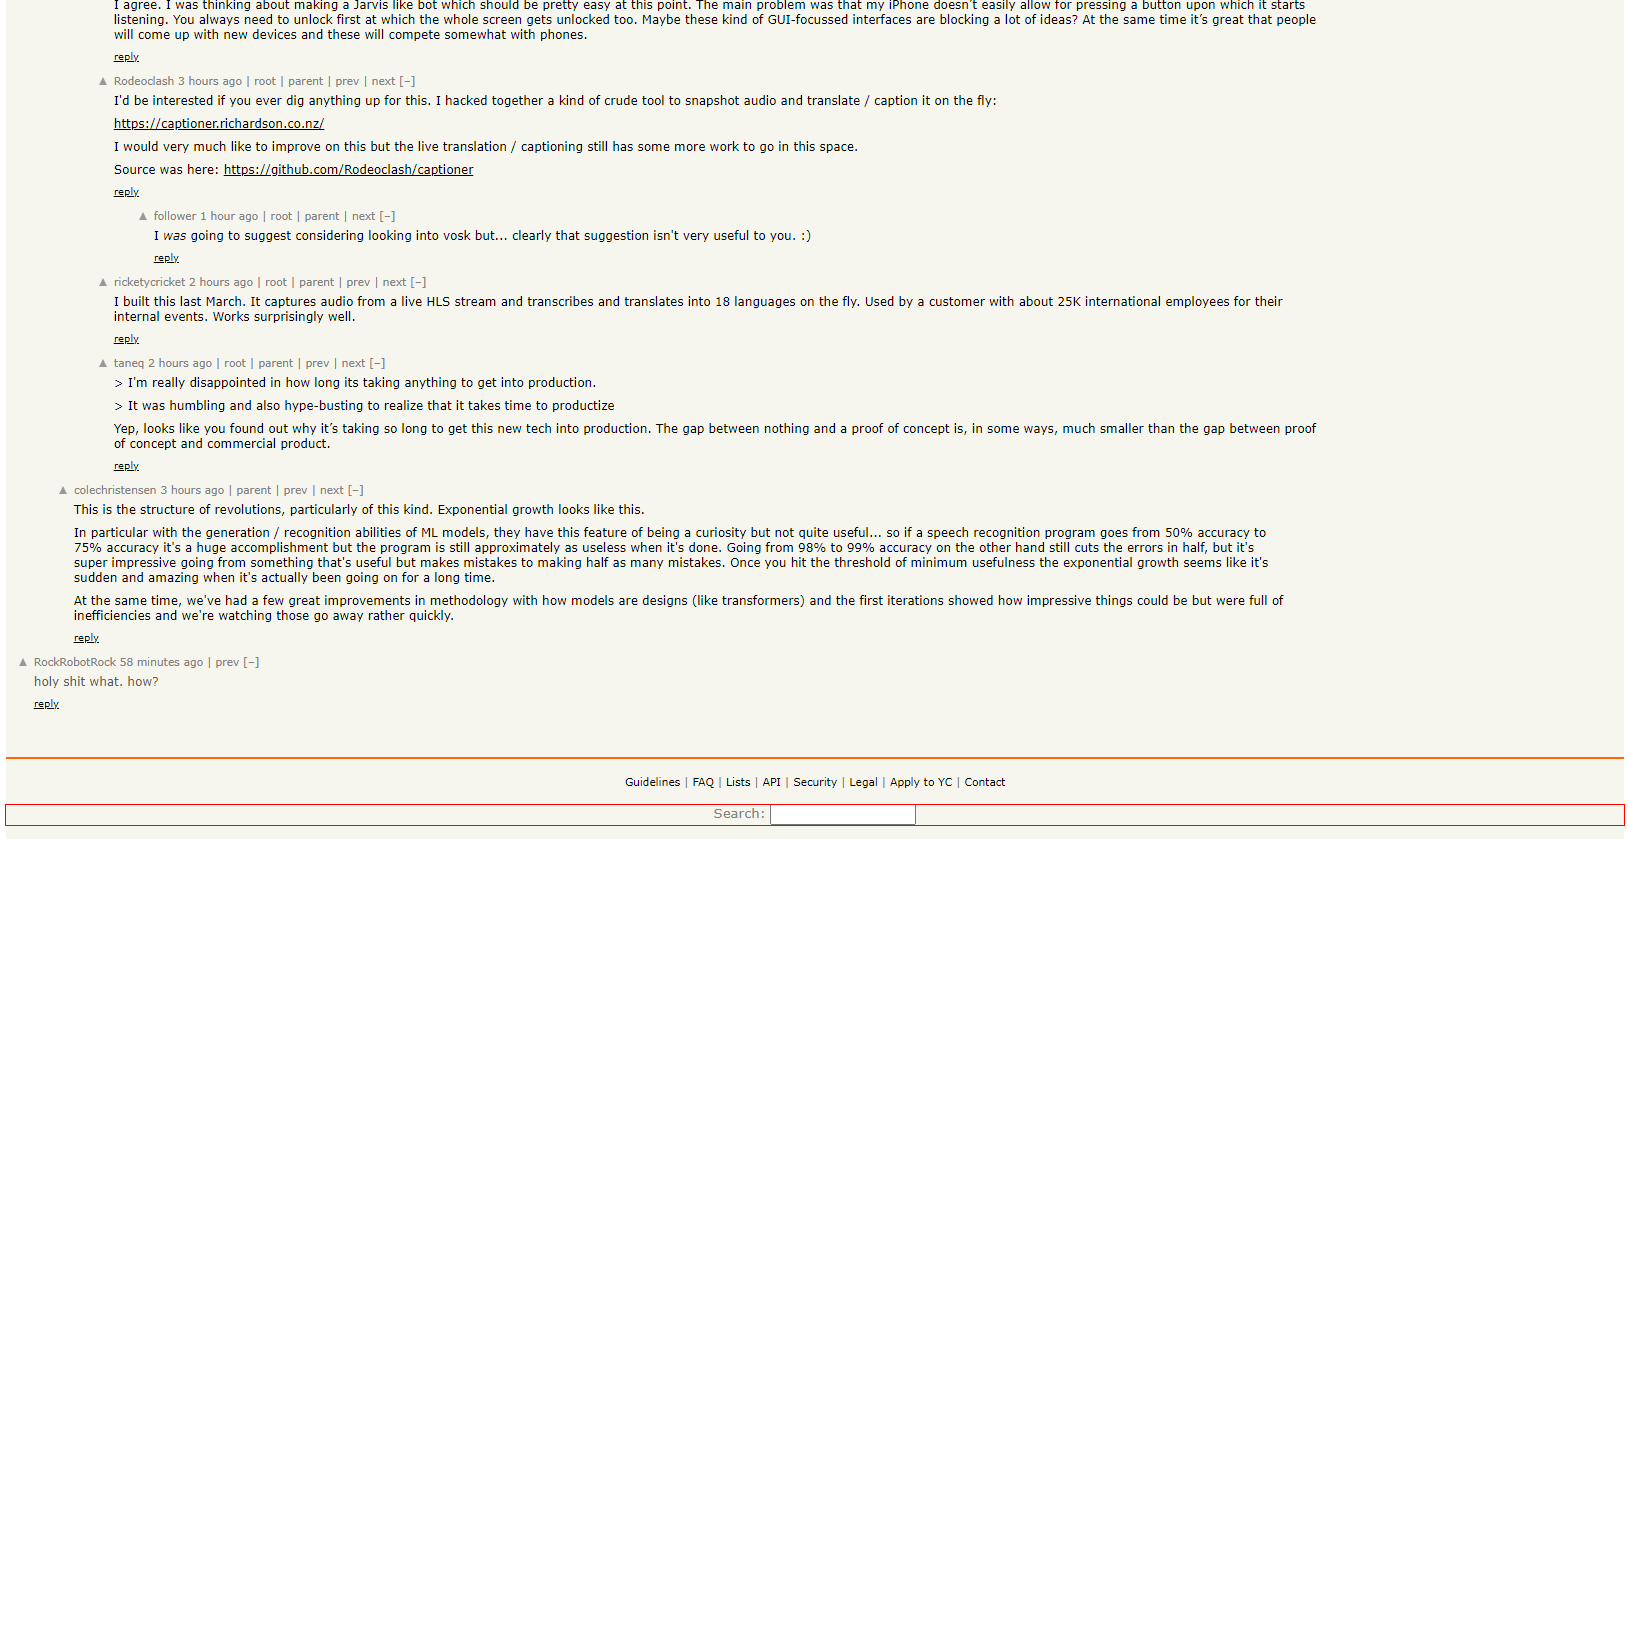 I agree. I was thinking about making a Jarvis like bot which should be pretty easy at this point. The main problem was that my iPhone doesn’t easily allow for pressing a button upon which it starts
listening. You always need to unlock first at which the whole screen gets unlocked too. Maybe these kind of GUI-focussed interfaces are blocking a lot of ideas? At the same time it’s great that people
will come up with new devices and these will compete somewhat with phones.
reply
▲ Rodeoclash 3 hours ago | root | parent | prev | next [–]
I'd be interested if you ever dig anything up for this. I hacked together a kind of crude tool to snapshot audio and translate / caption it on the fly:
https://captioner.richardson.co.nz/
I would very much like to improve on this but the live translation / captioning still has some more work to go in this space.
Source was here: https://github.com/Rodeoclash/captioner
reply
▲ follower 1 hour ago | root | parent | next [–]
I was going to suggest considering looking into vosk but... clearly that suggestion isn't very useful to you. :)
reply
▲ ricketycricket 2 hours ago | root | parent | prev | next [–]
I built this last March. It captures audio from a live HLS stream and transcribes and translates into 18 languages on the fly. Used by a customer with about 25K international employees for their
internal events. Works surprisingly well.
reply
▲ taneq 2 hours ago | root | parent | prev | next [–]
> I'm really disappointed in how long its taking anything to get into production.
> It was humbling and also hype-busting to realize that it takes time to productize
Yep, looks like you found out why it’s taking so long to get this new tech into production. The gap between nothing and a proof of concept is, in some ways, much smaller than the gap between proof
of concept and commercial product.
reply
▲ colechristensen 3 hours ago | parent | prev | next [–]
This is the structure of revolutions, particularly of this kind. Exponential growth looks like this.
In particular with the generation / recognition abilities of ML models, they have this feature of being a curiosity but not quite useful... so if a speech recognition program goes from 50% accuracy to
75% accuracy it's a huge accomplishment but the program is still approximately as useless when it's done. Going from 98% to 99% accuracy on the other hand still cuts the errors in half, but it's
super impressive going from something that's useful but makes mistakes to making half as many mistakes. Once you hit the threshold of minimum usefulness the exponential growth seems like it's
sudden and amazing when it's actually been going on for a long time.
At the same time, we've had a few great improvements in methodology with how models are designs (like transformers) and the first iterations showed how impressive things could be but were full of
inefficiencies and we're watching those go away rather quickly.
reply
▲ RockRobotRock 58 minutes ago | prev [–]
holy shit what. how?
reply
Guidelines | FAQ | Lists | API | Security | Legal | Apply to YC | Contact
Search: